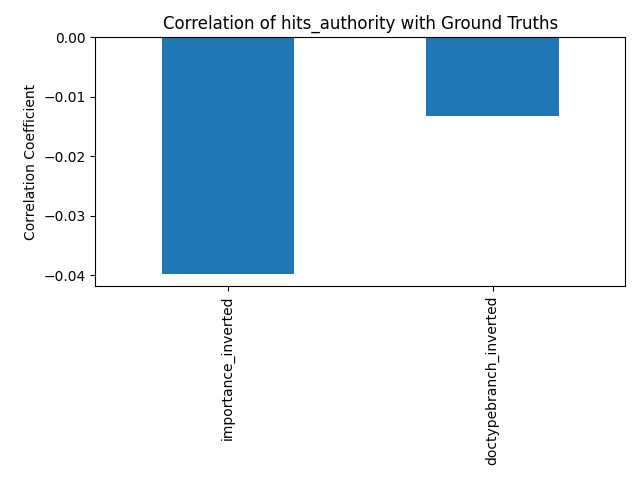 Correlation of hits_authority with Ground Truths
0.00
−0.01
−0.02
−0.03
−0.04
Correlation Coefficient
importance_inverted
doctypebranch_inverted